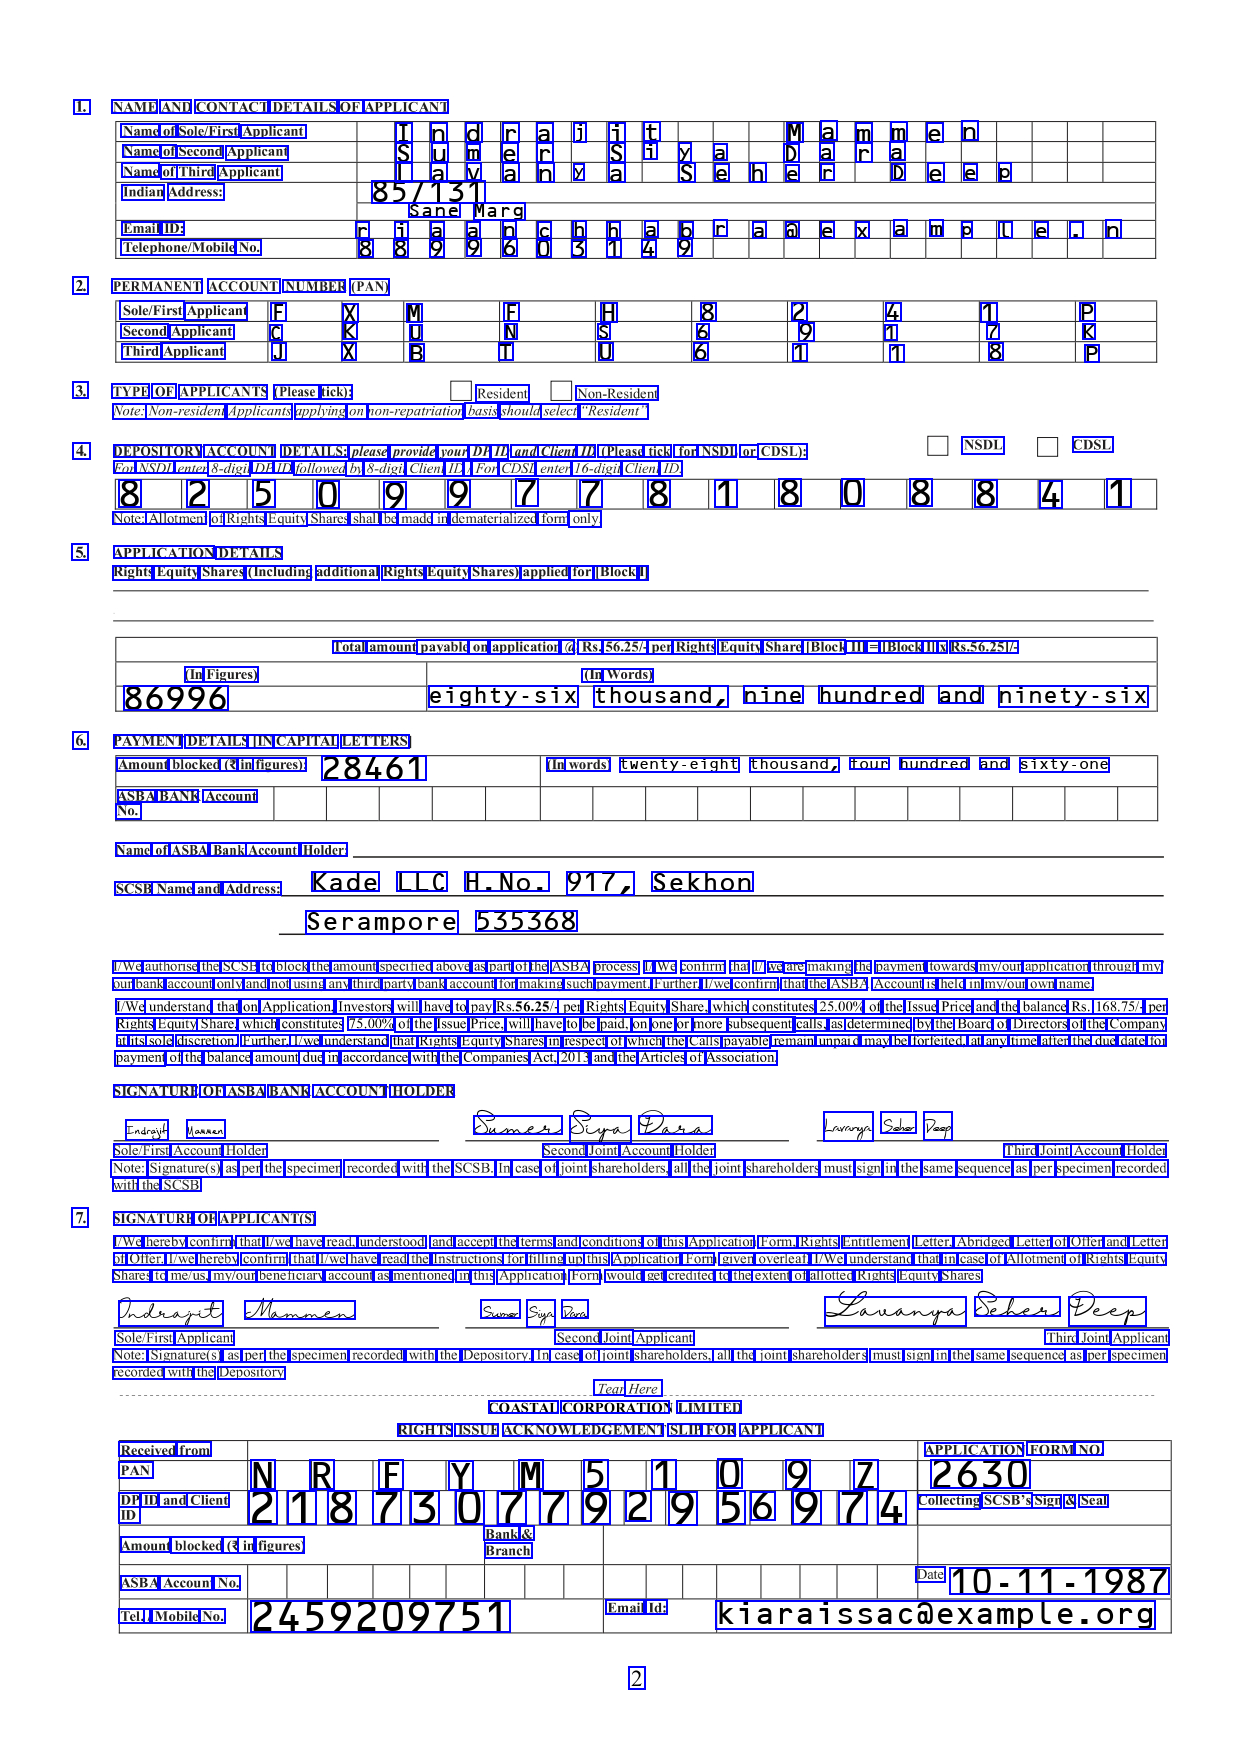 1. NAME AND CONTACT DETAILS OF APPLICANT
Name of Sole/First Applicant Indrajit Mammen
Name of Second Applicant Sumer Siya Dara
Name of Third Applicant Lavanya Seher Deep
Indian Address: 85/131
Sane Marg
Email ID: riaanchhabra@example.n
Telephone/Mobile No. 8899603149
2. PERMANENT ACCOUNT NUMBER (PAN)
Sole/First Applicant F X M F H 8 2 4 1 P
Second Applicant C K U N S 6 9 1 7 K
Third Applicant J X B T U 6 1 1 8 P
3. TYPE OF APPLICANTS (Please tick): Resident Non-Resident
Note: Non-resident Applicants applying on non-repatriation basis should select "Resident"
4. DEPOSITORY ACCOUNT DETAILS: please provide your DP ID and Client ID (Please tick for NSDL or CDSL): NSDL CDSL
For NSDL enter 8-digit DP ID followed by 8-digit Client ID / For CDSL enter 16-digit Client ID.
8 2 5 0 9 9 7 7 8 1 8 0 8 8 4 1
Note: Allotment of Rights Equity Shares shall be made in dematerialized form only.
5. APPLICATION DETAILS
Rights Equity Shares (Including additional Rights Equity Shares) applied for [Block I]
Total amount payable on application @ Rs. 56.25/- per Rights Equity Share [Block II] = [Block I] x Rs.56.25]/-
(In Figures) (In Words)
86996 eighty-six thousand, nine hundred and ninety-six
6. PAYMENT DETAILS [IN CAPITAL LETTERS]
Amount blocked (₹ in figures): 28461 (In words) twenty-eight thousand, four hundred and sixty-one
ASBA BANK Account
No.
Name of ASBA Bank Account Holder:
SCSB Name and Address: Kade LLC H.No. 917, Sekhon
Serampore 535368
I/We authorise the SCSB to block the amount specified above as part of the ASBA process. I/ We confirm that I/ we are making the payment towards my/our application through my/
our bank account only and not using any third party bank account for making such payment. Further, I/we confirm that the ASBA Account is held in my/our own name.
I/We understand that on Application, Investors will have to pay Rs.56.25/- per Rights Equity Share, which constitutes 25.00% of the Issue Price and the balance Rs. 168.75/- per
Rights Equity Share, which constitutes 75.00% of the Issue Price, will have to be paid, on one or more subsequent calls, as determined by the Board of Directors of the Company
at its sole discretion. Further, I/we understand that Rights Equity Shares in respect of which the Calls payable remain unpaid may be forfeited, at any time after the due date for
payment of the balance amount due in accordance with the Companies Act, 2013 and the Articles of Association.
SIGNATURE OF ASBA BANK ACCOUNT HOLDER
Indrajit Mammen Sumer Siya Dara Lavanya Seher Deep
Sole/First Account Holder Second Joint Account Holder Third Joint Account Holder
Note: Signature(s) as per the specimen recorded with the SCSB. In case of joint shareholders, all the joint shareholders must sign in the same sequence as per specimen recorded
with the SCSB
7. SIGNATURE OF APPLICANT(S)
I/We hereby confirm that I/we have read, understood and accept the terms and conditions of this Application Form, Rights Entitlement Letter, Abridged Letter of Offer and Letter
of Offer. I/we hereby confirm that I/we have read the Instructions for filling up this Application Form given overleaf. I/We understand that in case of Allotment of Rights Equity
Shares to me/us, my/our beneficiary account as mentioned in this Application Form would get credited to the extent of allotted Rights Equity Shares
Indrajit Mammen Sumer Siya Dara Lavanya Seher Deep
Sole/First Applicant Second Joint Applicant Third Joint Applicant
Note: Signature(s) as per the specimen recorded with the Depository. In case of joint shareholders, all the joint shareholders must sign in the same sequence as per specimen
recorded with the Depository
Tear Here
COASTAL CORPORATION LIMITED
RIGHTS ISSUE ACKNOWLEDGEMENT SLIP FOR APPLICANT
Received from APPLICATION FORM NO.
PAN N R F Y M 5 1 0 9 Z 2630
DP ID and Client
ID 2 1 8 7 3 0 7 7 9 2 9 5 6 9 7 4 Collecting SCSB's Sign & Seal
Amount blocked (₹ in figures) Bank &
Branch
ASBA Account No. Date 10-11-1987
Tel., Mobile No. 2459209751 Email Id: kiaraissac@example.org
2